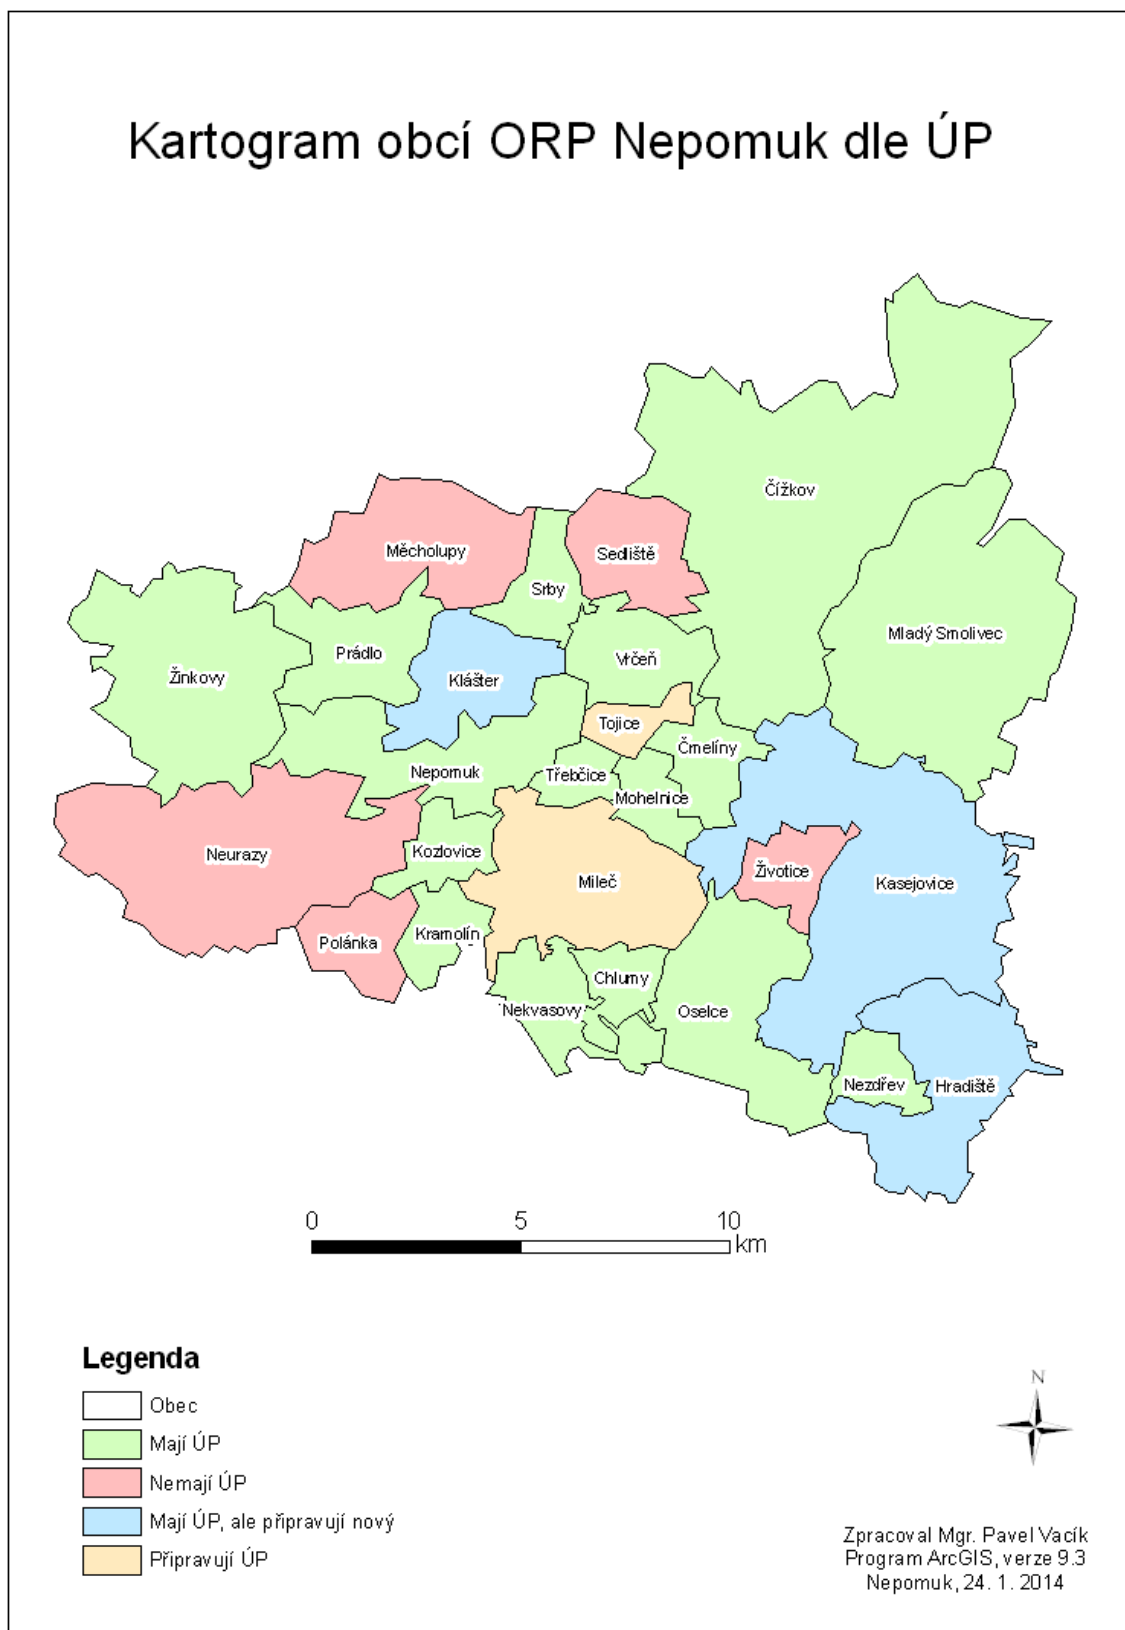 Kartogram obcí ORP Nepomuk dle ÚP
Čížkov
Měcholupy
Sedliště
Srby
Mladý Smolivec
Prádlo
Vrčeň
Žinkovy
Klášter
Tojice
Čmelíny
Nepomuk
Třebčice
Mohelnice
Kozlovice
Neurazy
Životice
Mileč
Kasejovice
Kramolín
Polánka
Chlumy
Nekvasovy
Oselce
Nezdřev
Hradiště
0 5 10
km
Legenda
N
Obec
Mají ÚP
Nemají ÚP
Mají ÚP, ale připravují nový
Připravují ÚP
Zpracoval Mgr. Pavel Vacík
Program ArcGIS, verze 9.3
Nepomuk, 24. 1. 2014